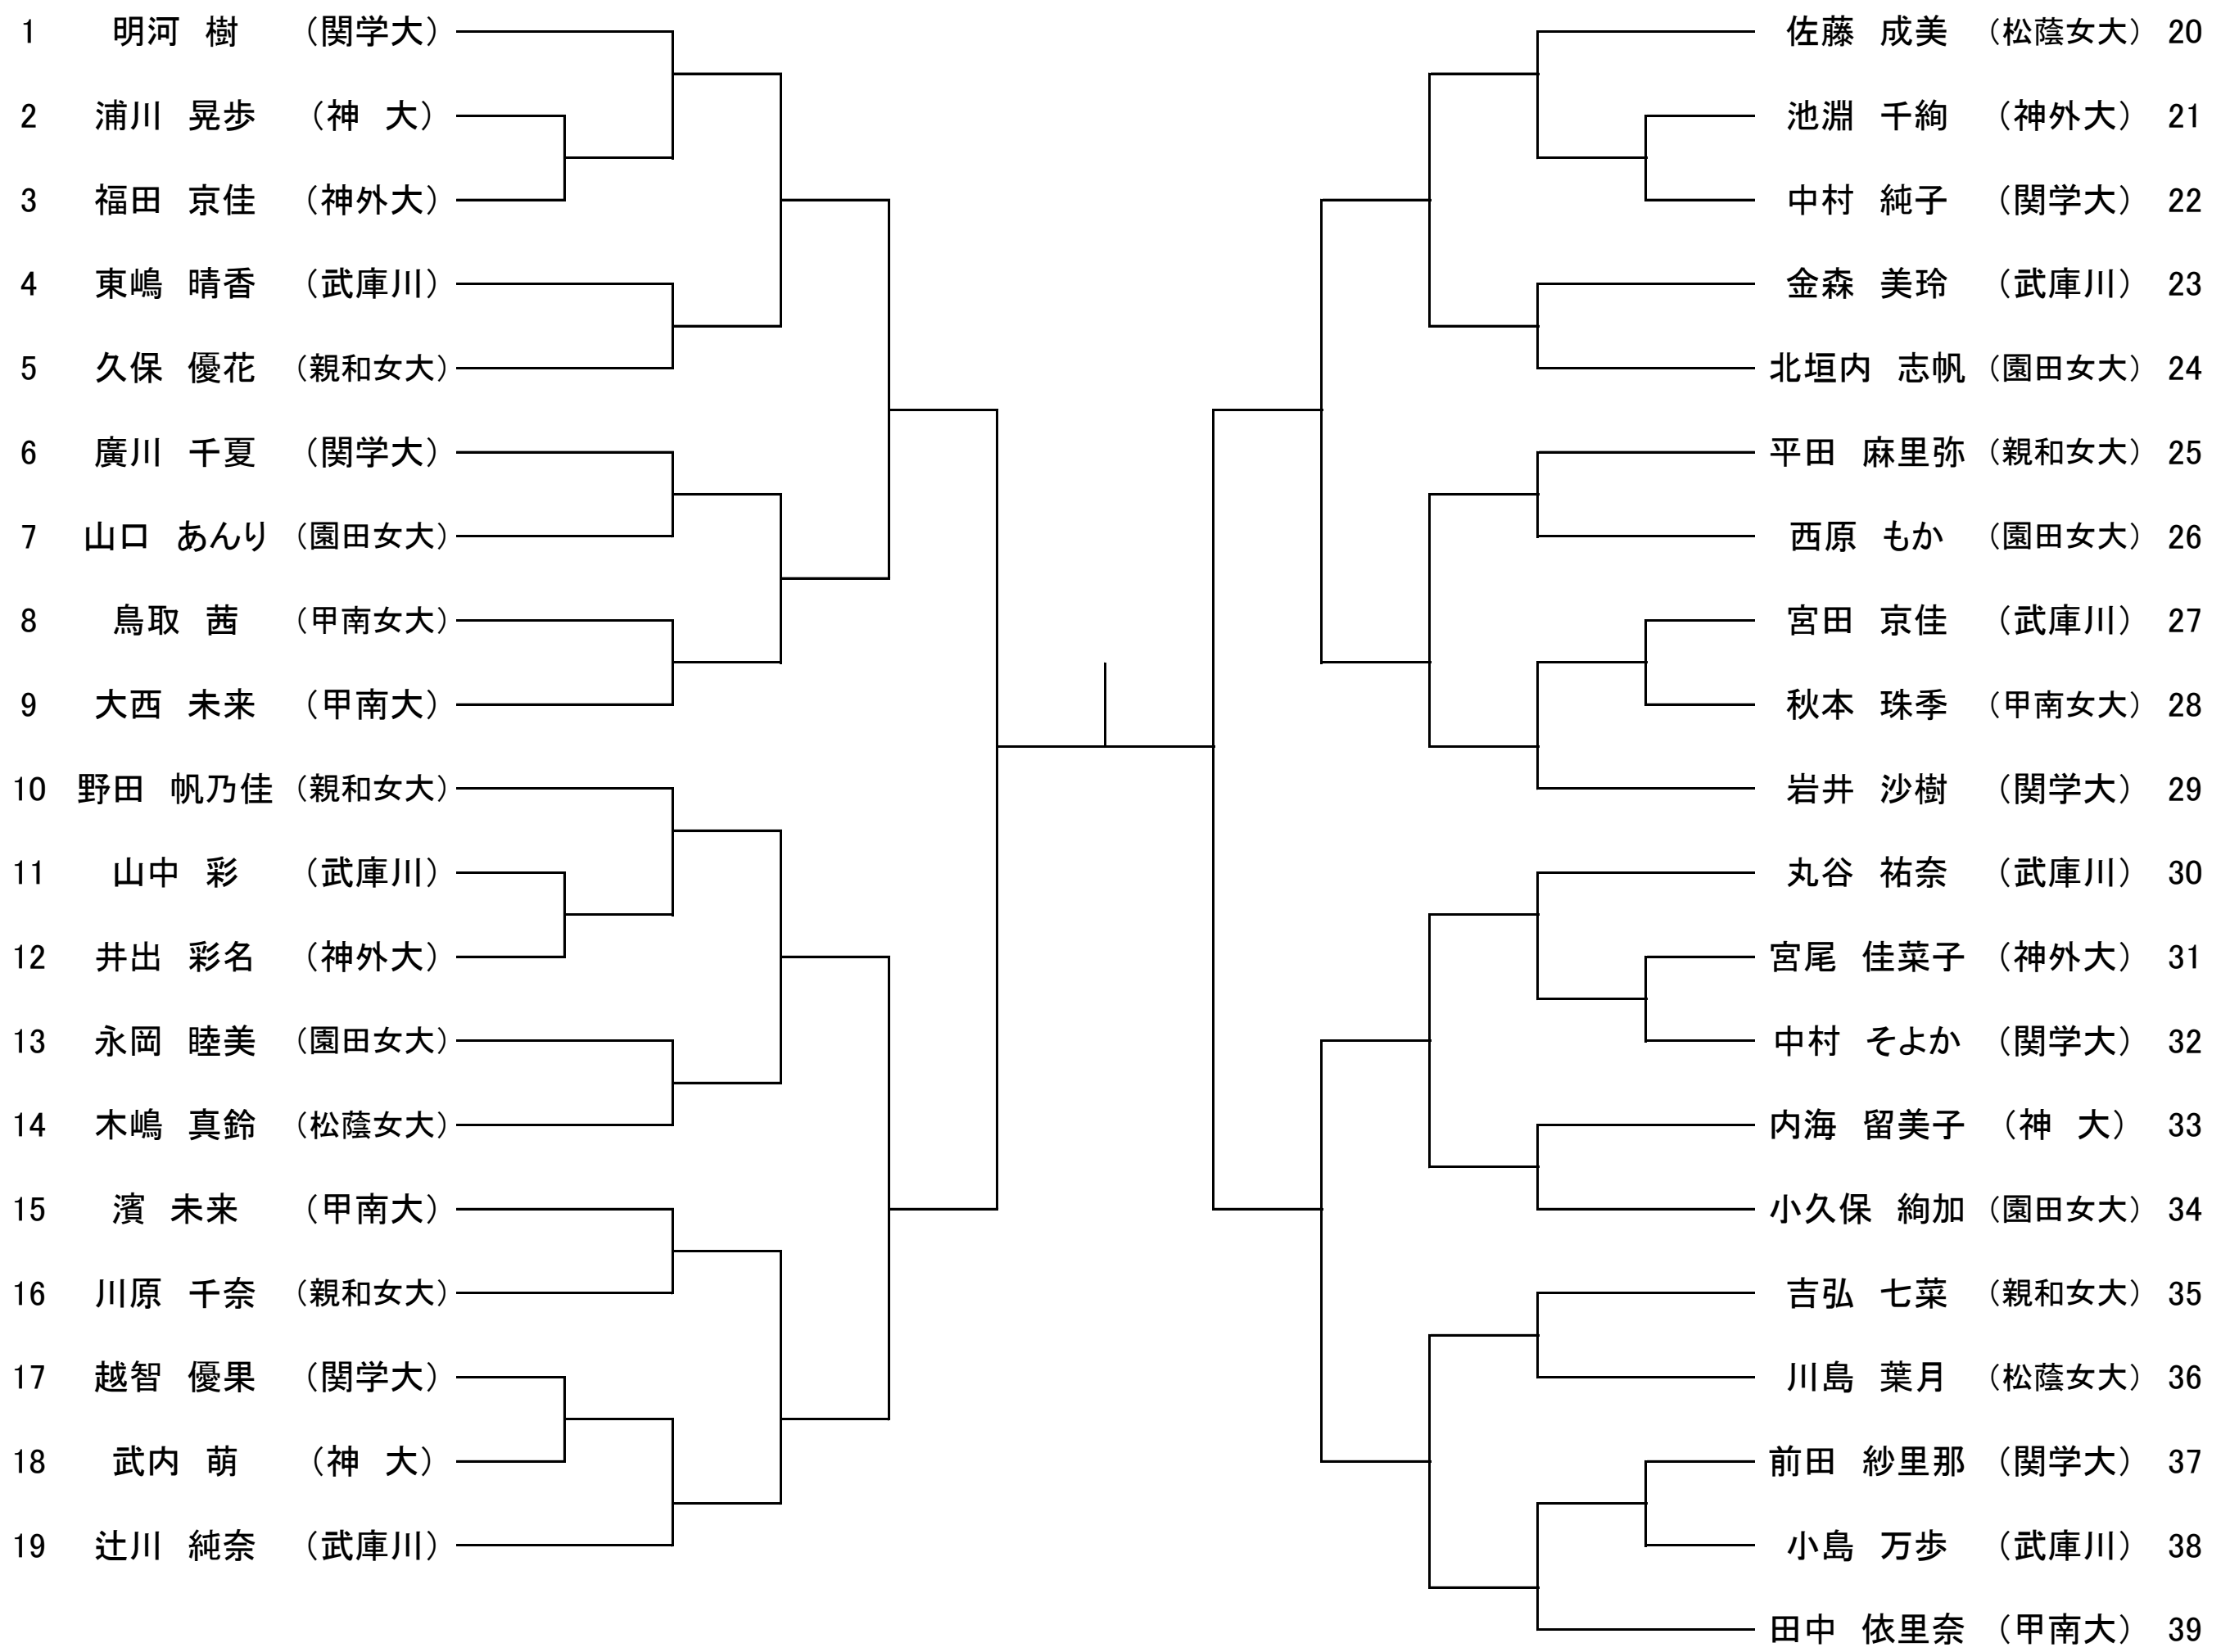 1 明河 樹 （関学大）
2 浦川 晃歩 （神 大）
3 福田 京佳 （神外大）
4 東嶋 晴香 （武庫川）
5 久保 優花 （親和女大）
6 廣川 千夏 （関学大）
7 山口 あんり （園田女大）
8 鳥取 茜 （甲南女大）
9 大西 未来 （甲南大）
10 野田 帆乃佳 （親和女大）
11 山中 彩 （武庫川）
12 井出 彩名 （神外大）
13 永岡 睦美 （園田女大）
14 木嶋 真鈴 （松蔭女大）
15 濱 未来 （甲南大）
16 川原 千奈 （親和女大）
17 越智 優果 （関学大）
18 武内 萌 （神 大）
19 辻川 純奈 （武庫川）
佐藤 成美 （松蔭女大） 20
池淵 千絢 （神外大） 21
中村 純子 （関学大） 22
金森 美玲 （武庫川） 23
北垣内 志帆 （園田女大） 24
平田 麻里弥 （親和女大） 25
西原 もか （園田女大） 26
宮田 京佳 （武庫川） 27
秋本 珠季 （甲南女大） 28
岩井 沙樹 （関学大） 29
丸谷 祐奈 （武庫川） 30
宮尾 佳菜子 （神外大） 31
中村 そよか （関学大） 32
内海 留美子 （神 大） 33
小久保 絢加 （園田女大） 34
吉弘 七菜 （親和女大） 35
川島 葉月 （松蔭女大） 36
前田 紗里那 （関学大） 37
小島 万歩 （武庫川） 38
田中 依里奈 （甲南大） 39